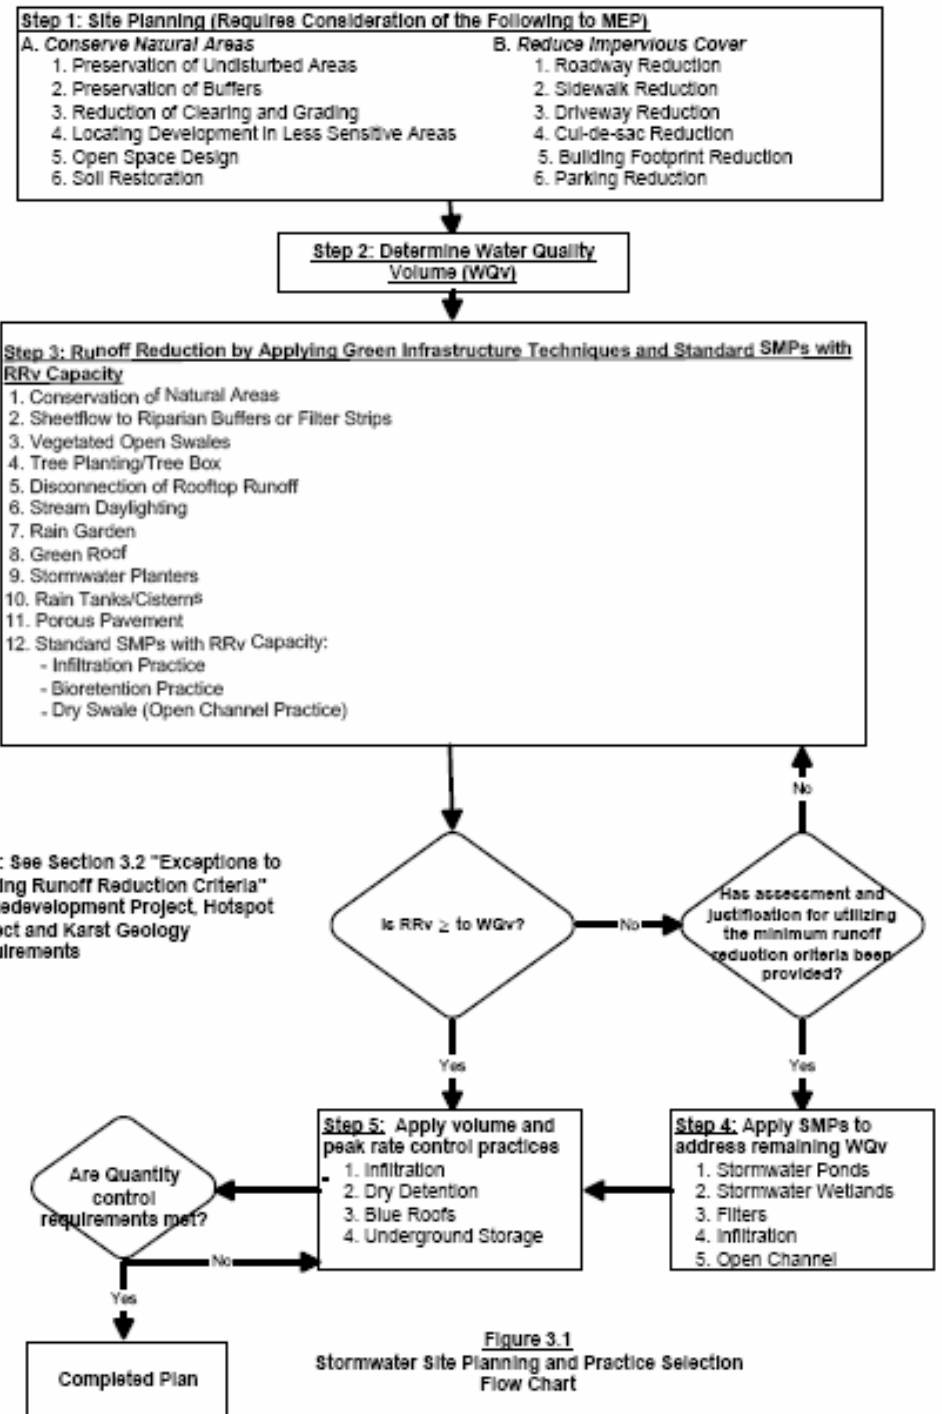 Step 1: Site Planning (Requires Consideration of the Following to MEP)
A. Conserve Natural Areas
1. Preservation of Undisturbed Areas
2. Preservation of Buffers
3. Reduction of Clearing and Grading
4. Locating Development in Less Sensitive Areas
5. Open Space Design
6. Soil Restoration
B. Reduce Impervious Cover
1. Roadway Reduction
2. Sidewalk Reduction
3. Driveway Reduction
4. Cul-de-sac Reduction
5. Building Footprint Reduction
6. Parking Reduction
Step 2: Determine Water Quality
Volume (WQv)
Step 3: Runoff Reduction by Applying Green Infrastructure Techniques and Standard SMPs with
RRv Capacity
1. Conservation of Natural Areas
2. Sheetflow to Riparian Buffers or Filter Strips
3. Vegetated Open Swales
4. Tree Planting/Tree Box
5. Disconnection of Rooftop Runoff
6. Stream Daylighting
7. Rain Garden
8. Green Roof
9. Stormwater Planters
10. Rain Tanks/Cisterns
11. Porous Pavement
12. Standard SMPs with RRv Capacity:
- Infiltration Practice
- Bioretention Practice
- Dry Swale (Open Channel Practice)
No
: See Section 3.2 "Exceptions to
ing Runoff Reduction Criteria"
edevelopment Project, Hotspot
ect and Karst Geology
uirements
Is RRv ≥ to WQv?
No
Has assessment and
justification for utilizing
the minimum runoff
reduction criteria been
provided?
Yes
Yes
Step 5: Apply volume and
peak rate control practices
1. Infiltration
2. Dry Detention
3. Blue Roofs
4. Underground Storage
Step 4: Apply SMPs to
address remaining WQv
1. Stormwater Ponds
2. Stormwater Wetlands
3. Filters
4. Infiltration
5. Open Channel
Are Quantity
control
requirements met?
No
Yes
Completed Plan
Figure 3.1
Stormwater Site Planning and Practice Selection
Flow Chart